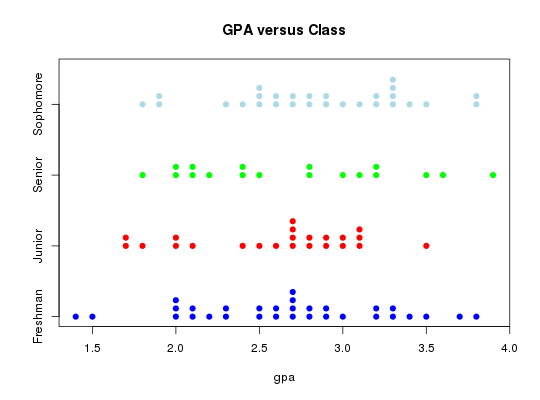 GPA versus Class
Sophomore
Senior
Junior
Freshman
1.5 2.0 2.5 3.0 3.5 4.0
gpa